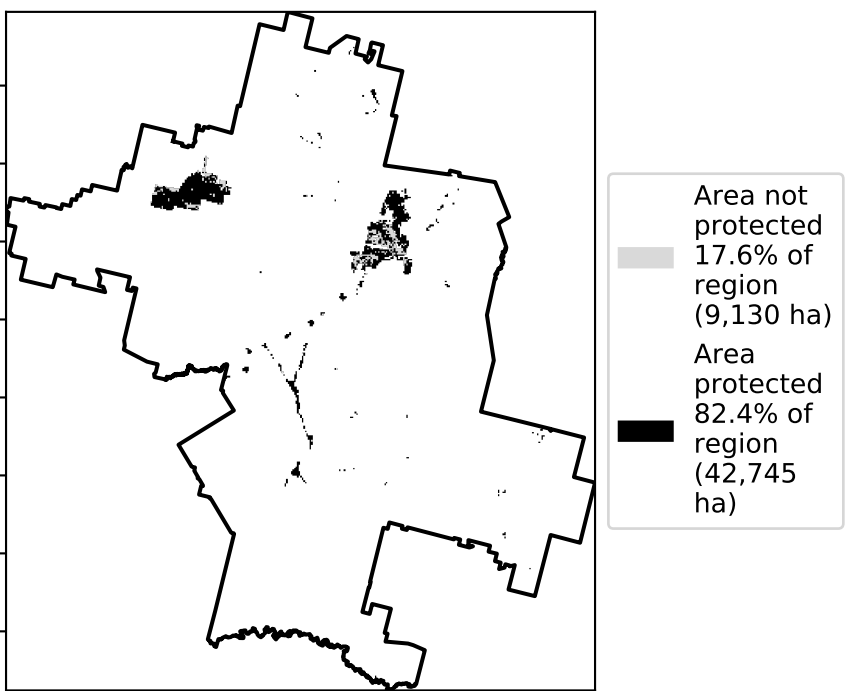 Area not
protected
17.6% of
region
(9,130 ha)
Area
protected
82.4% of
region
(42,745
ha)